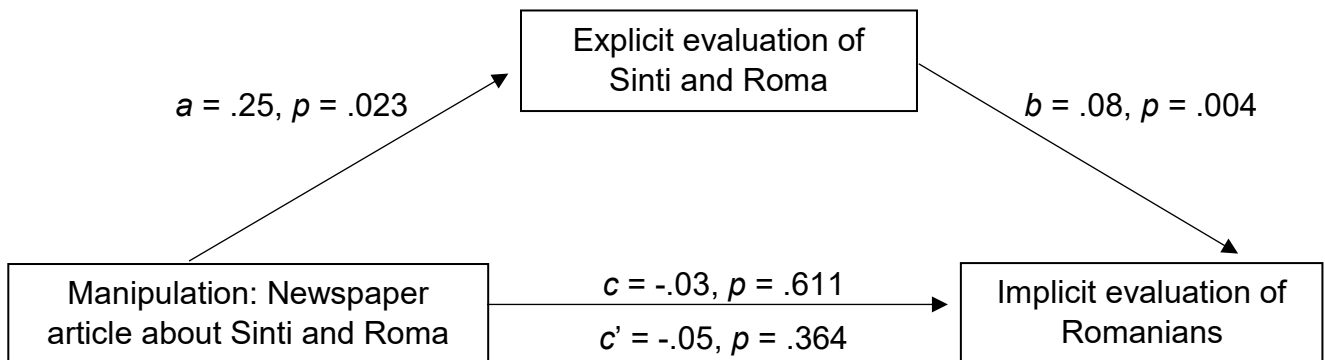 Explicit evaluation of
Sinti and Roma
a = .25, p = .023
b = .08, p = .004
Manipulation: Newspaper
article about Sinti and Roma
c = -.03, p = .611
c’ = -.05, p = .364
Implicit evaluation of
Romanians